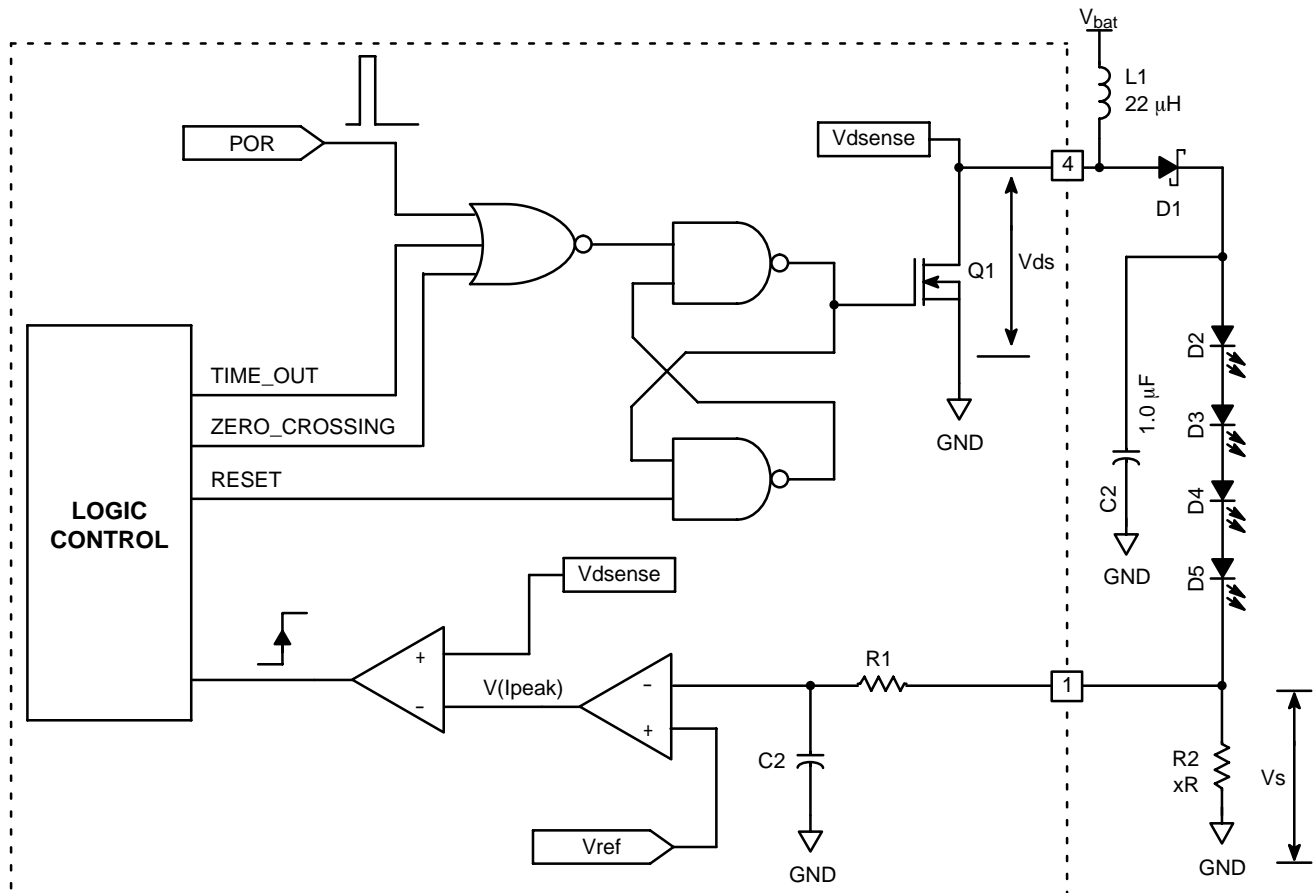 Vbat
L1
22 μH
POR
Vdsense
4
D1
Q1
Vds
D2
TIME_OUT
1.0 μF
D3
ZERO_CROSSING
GND
RESET
C2
D4
LOGIC
CONTROL
GND
D5
Vdsense
+
V(Ipeak)
−
R1
1
−
+
C2
R2
xR
Vs
Vref
GND
GND